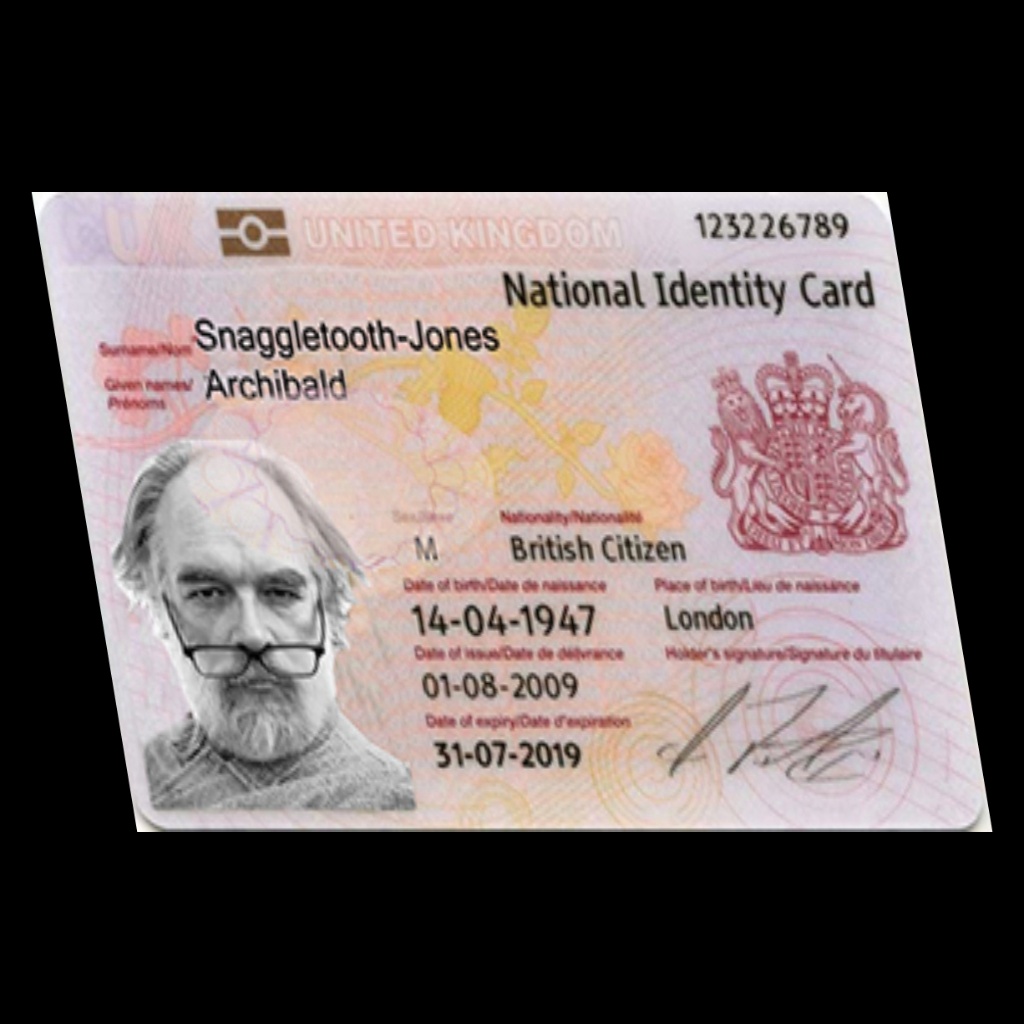 UK UNITED KINGDOM 123226789
National Identity Card
Surname/Nom Snaggletooth-Jones
Given names/ Archibald
Prénoms
Sex/Sexe Nationality/Nationalité
M British Citizen
Date of birth/Date de naissance Place of birth/Lieu de naissance
14-04-1947 London
Date of issue/Date de délivrance Holder's signature/Signature du titulaire
01-08-2009
Date of expiry/Date d'expiration
31-07-2019